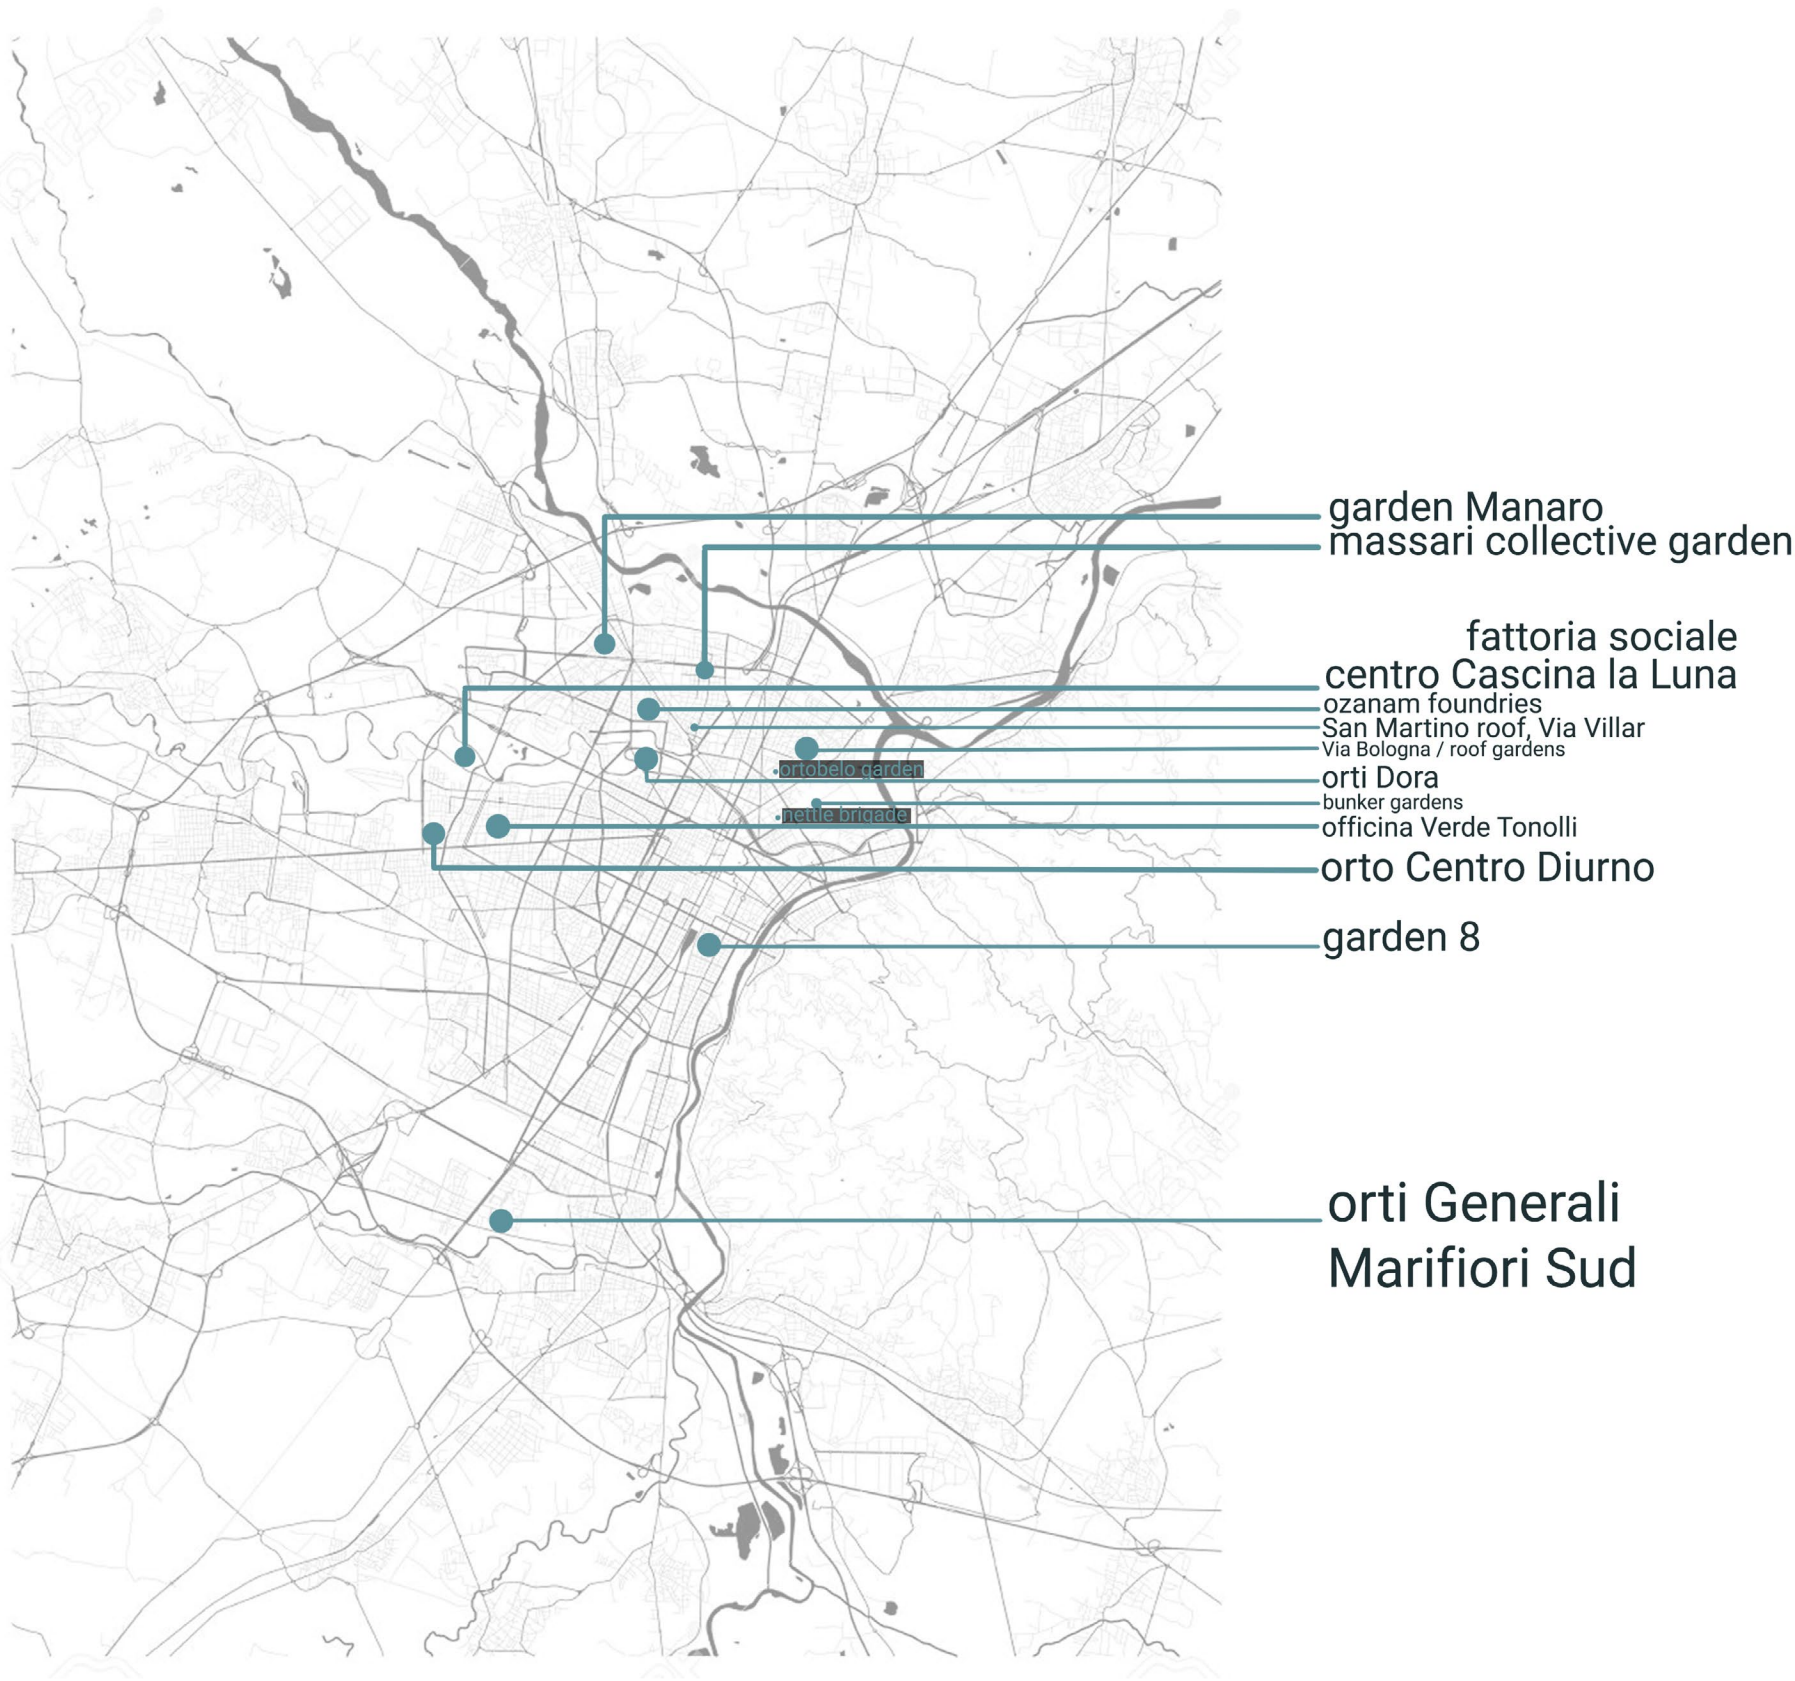 garden Manaro
massari collective garden
fattoria sociale
centro Cascina la Luna
ozanam foundries
San Martino roof, Via Villar
Via Bologna / roof gardens
ortobelo garden
orti Dora
bunker gardens
nettle brigade
officina Verde Tonolli
orto Centro Diurno
garden 8
orti Generali
Marifiori Sud